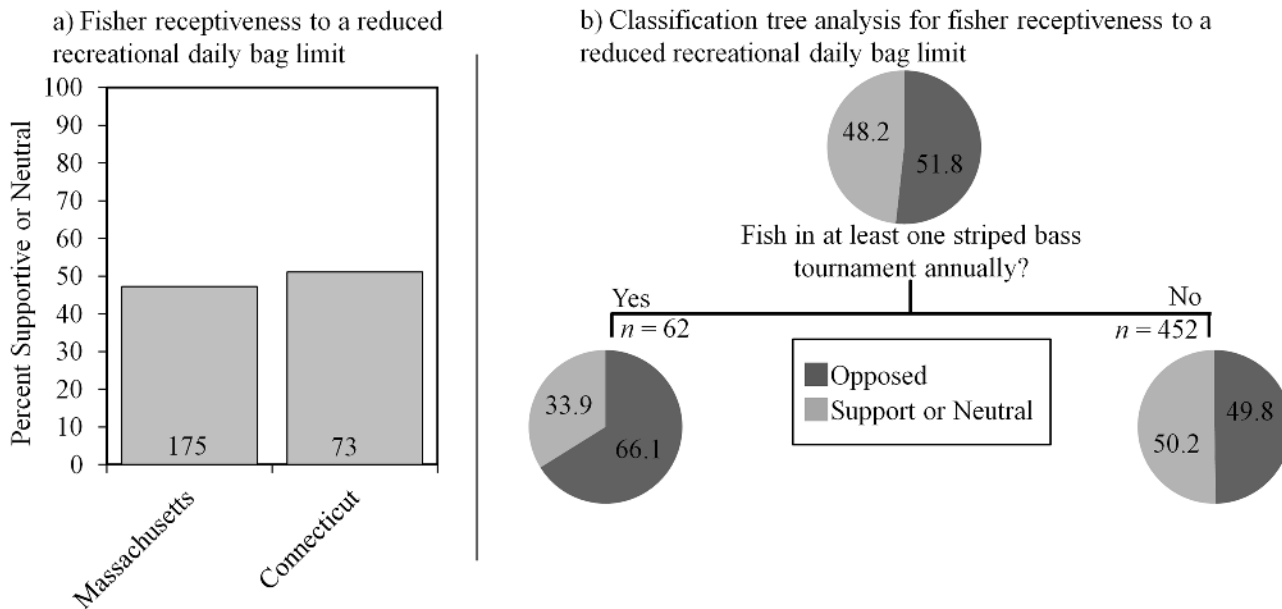 a) Fisher receptiveness to a reduced
recreational daily bag limit
Percent Supportive or Neutral
100
90
80
70
60
50
40
30
20
10
0
175
73
Massachusetts
Connecticut
b) Classification tree analysis for fisher receptiveness to a
reduced recreational daily bag limit
48.2
51.8
Fish in at least one striped bass
tournament annually?
Yes
No
n = 62
n = 452
33.9
66.1
Opposed
Support or Neutral
49.8
50.2